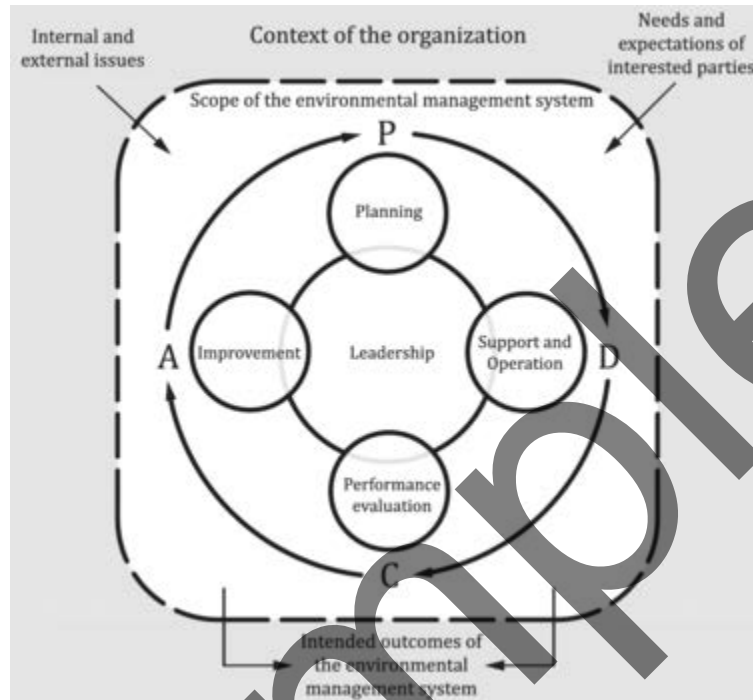 Internal and
external issues
Context of the organization
Needs and
expectations of
interested parties
Scope of the environmental management system
P
Planning
A
Improvement
Leadership
Support and
Operation
D
Performance
evaluation
C
Intended outcomes of
the environmental
management system
mple